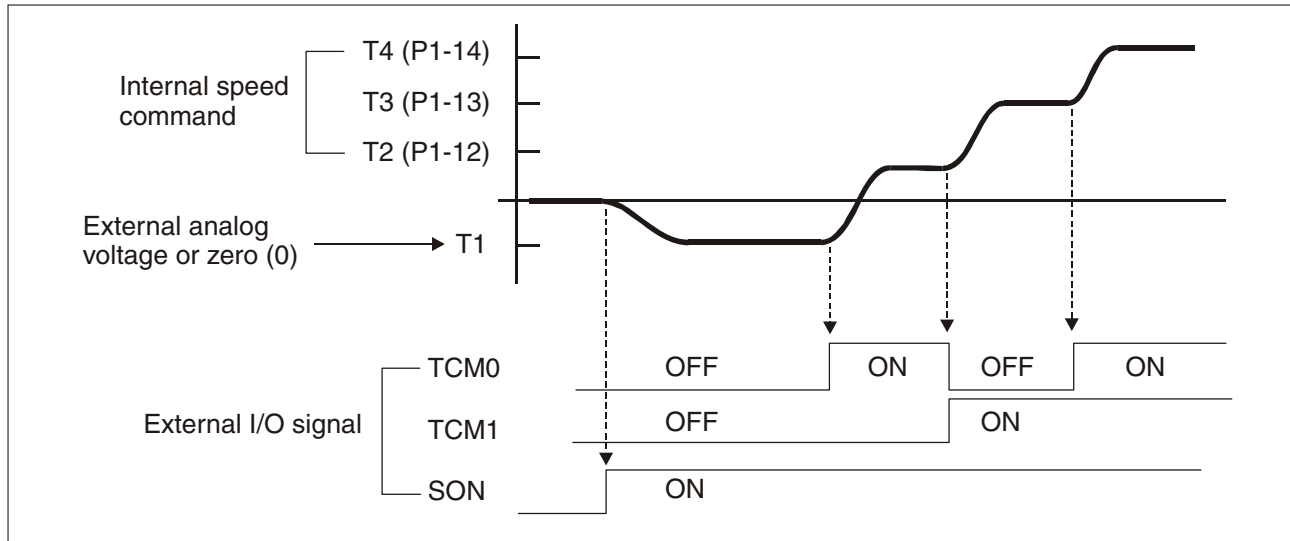 T4 (P1-14)
Internal speed
command
T3 (P1-13)
T2 (P1-12)
External analog
voltage or zero (0)
T1
TCM0 OFF ON OFF ON
External I/O signal
TCM1 OFF ON
SON ON